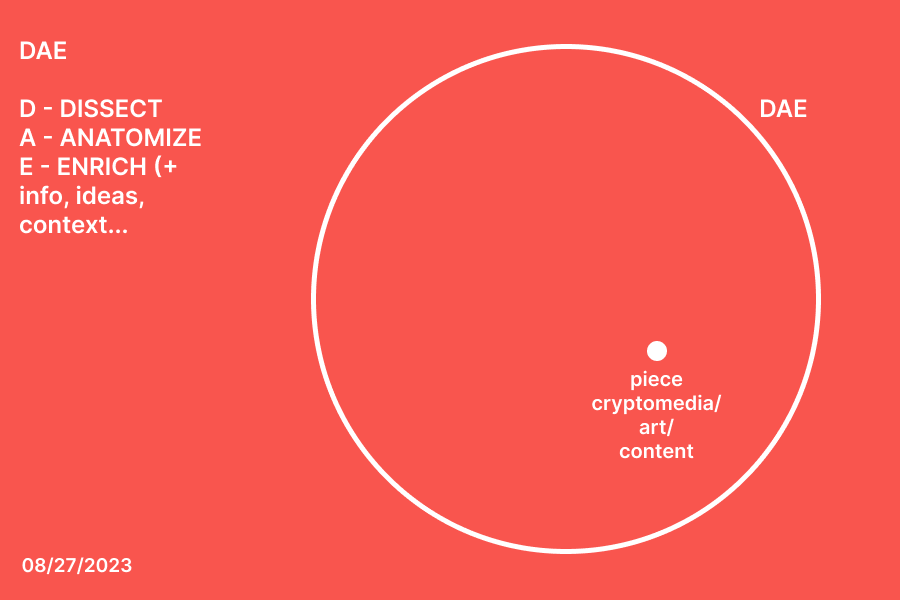 DAE
D - DISSECT
A - ANATOMIZE
E - ENRICH (+
info, ideas,
context...
DAE
piece
cryptomedia/
art/
content
08/27/2023